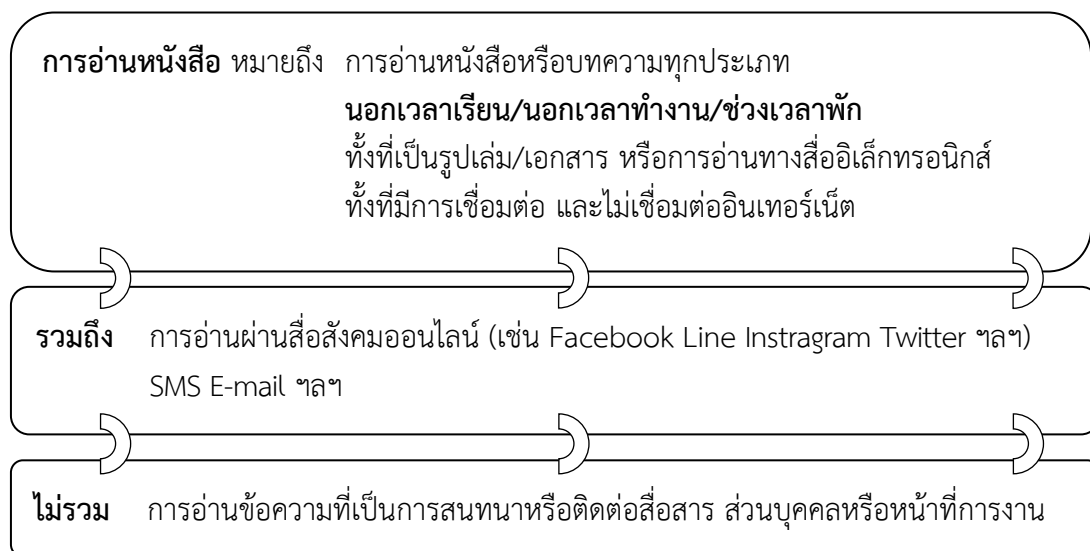 การอ่านหนังสือ หมายถึง การอ่านหนังสือหรือบทความทุกประเภท
นอกเวลาเรียน/นอกเวลาทำงาน/ช่วงเวลาพัก
ทั้งที่เป็นรูปเล่ม/เอกสาร หรือการอ่านทางสื่ออิเล็กทรอนิกส์
ทั้งที่มีการเชื่อมต่อ และไม่เชื่อมต่ออินเทอร์เน็ต
รวมถึง การอ่านผ่านสื่อสังคมออนไลน์ (เช่น Facebook Line Instragram Twitter ฯลฯ)
SMS E-mail ฯลฯ
ไม่รวม การอ่านข้อความที่เป็นการสนทนาหรือติดต่อสื่อสาร ส่วนบุคคลหรือหน้าที่การงาน